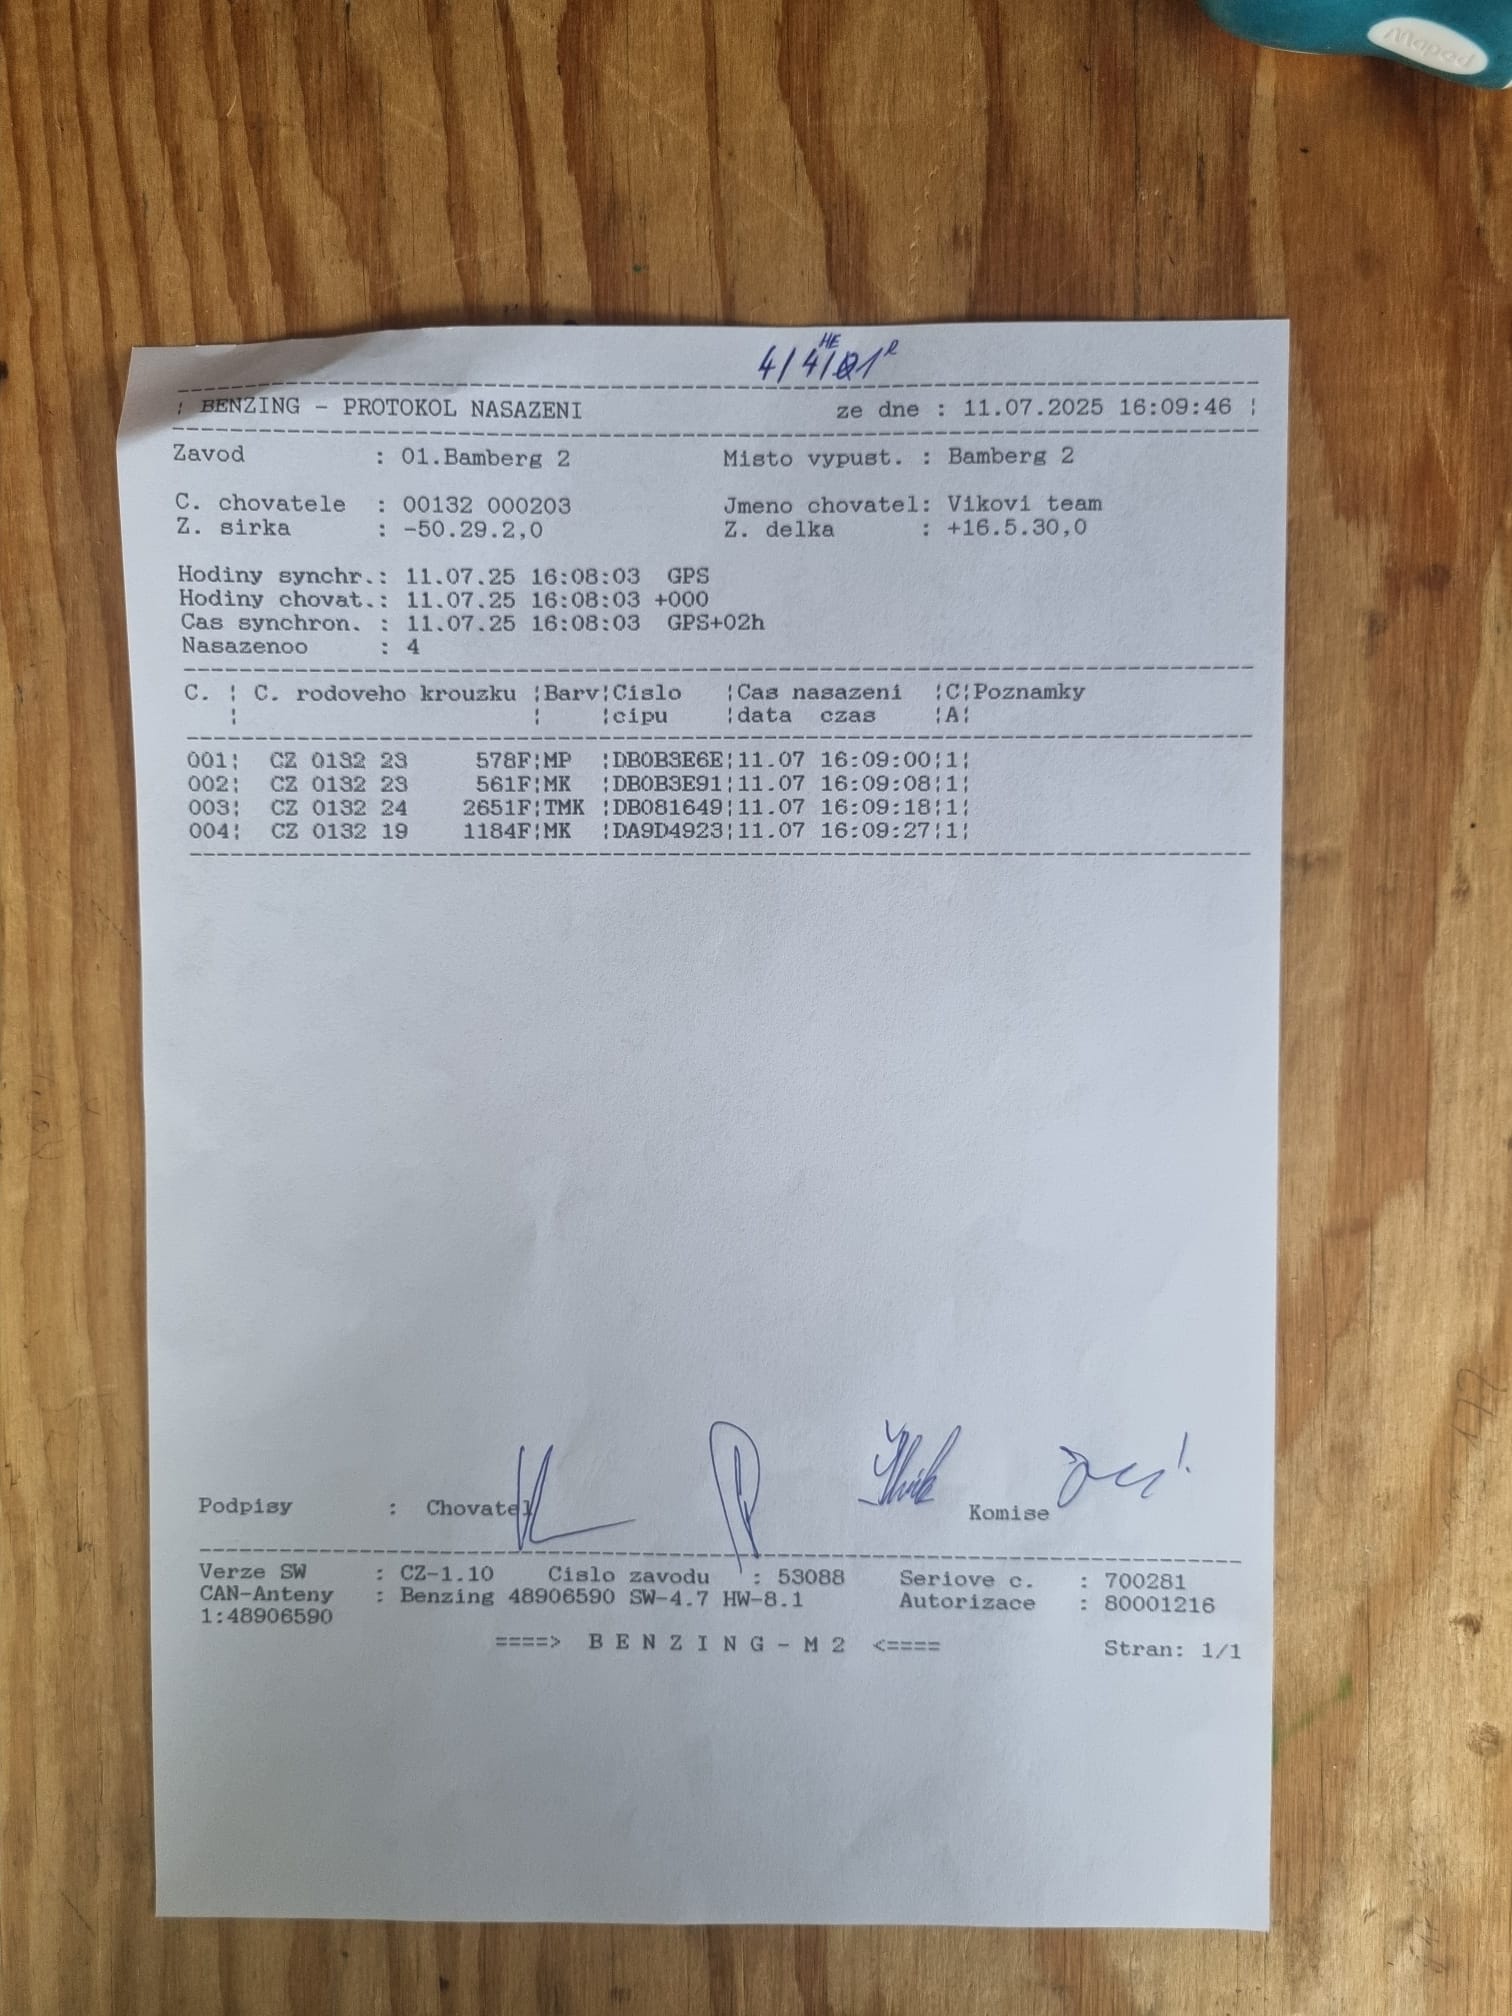 Mapod
4/4/01
HE
BENZING - PROTOKOL NASAZENI ze dne : 11.07.2025 16:09:46
Zavod : 01.Bamberg 2 Misto vypust. : Bamberg 2
C. chovatele : 00132 000203 Jmeno chovatel: Vikovi team
Z. sirka : -50.29.2,0 Z. delka : +16.5.30,0
Hodiny synchr.: 11.07.25 16:08:03 GPS
Hodiny chovat.: 11.07.25 16:08:03 +000
Cas synchron. : 11.07.25 16:08:03 GPS+02h
Nasazenoo : 4
C. ¦ C. rodoveho krouzku ¦Barv¦Cislo ¦Cas nasazeni ¦C¦Poznamky
¦ ¦ ¦cipu ¦data czas ¦A¦
001¦ CZ 0132 23 578F¦MP ¦DB0B3E6E¦11.07 16:09:00¦1¦
002¦ CZ 0132 23 561F¦MK ¦DB0B3E91¦11.07 16:09:08¦1¦
003¦ CZ 0132 24 2651F¦TMK ¦DB081649¦11.07 16:09:18¦1¦
004¦ CZ 0132 19 1184F¦MK ¦DA9D4923¦11.07 16:09:27¦1¦
Podpisy : Chovatel Komise
Verze SW : CZ-1.10 Cislo zavodu : 53088 Seriove c. : 700281
CAN-Anteny : Benzing 48906590 SW-4.7 HW-8.1 Autorizace : 80001216
1:48906590
====> B E N Z I N G - M 2 <==== Stran: 1/1